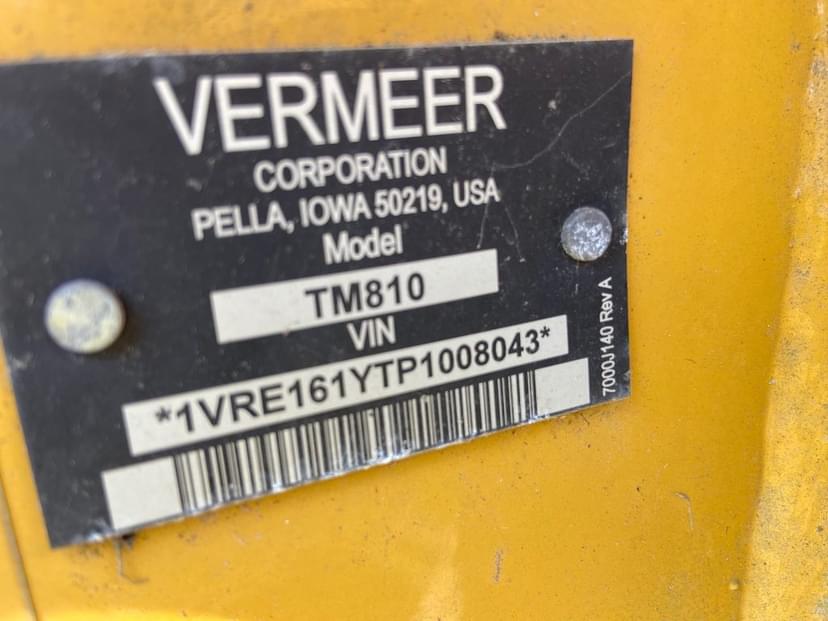 VERMEER
CORPORATION
PELLA, IOWA 50219, USA
Model
TM810
VIN
*1VRE161YTP1008043*
7000J140 Rev A